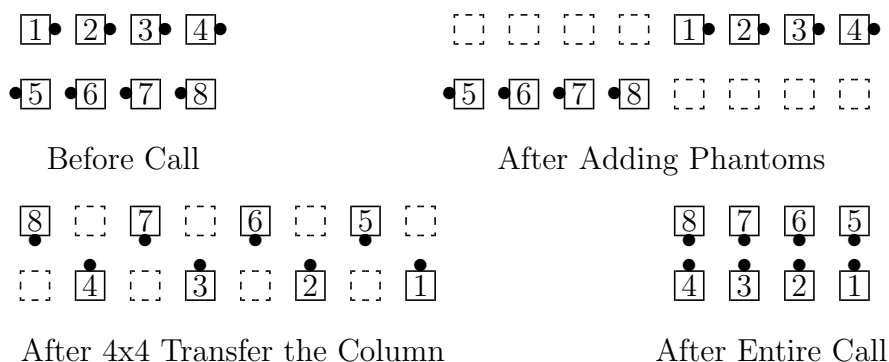 1 2 3 4 1 2 3 4
5 6 7 8 5 6 7 8
Before Call After Adding Phantoms
8 7 6 5 8 7 6 5
4 3 2 1 4 3 2 1
After 4x4 Transfer the Column After Entire Call